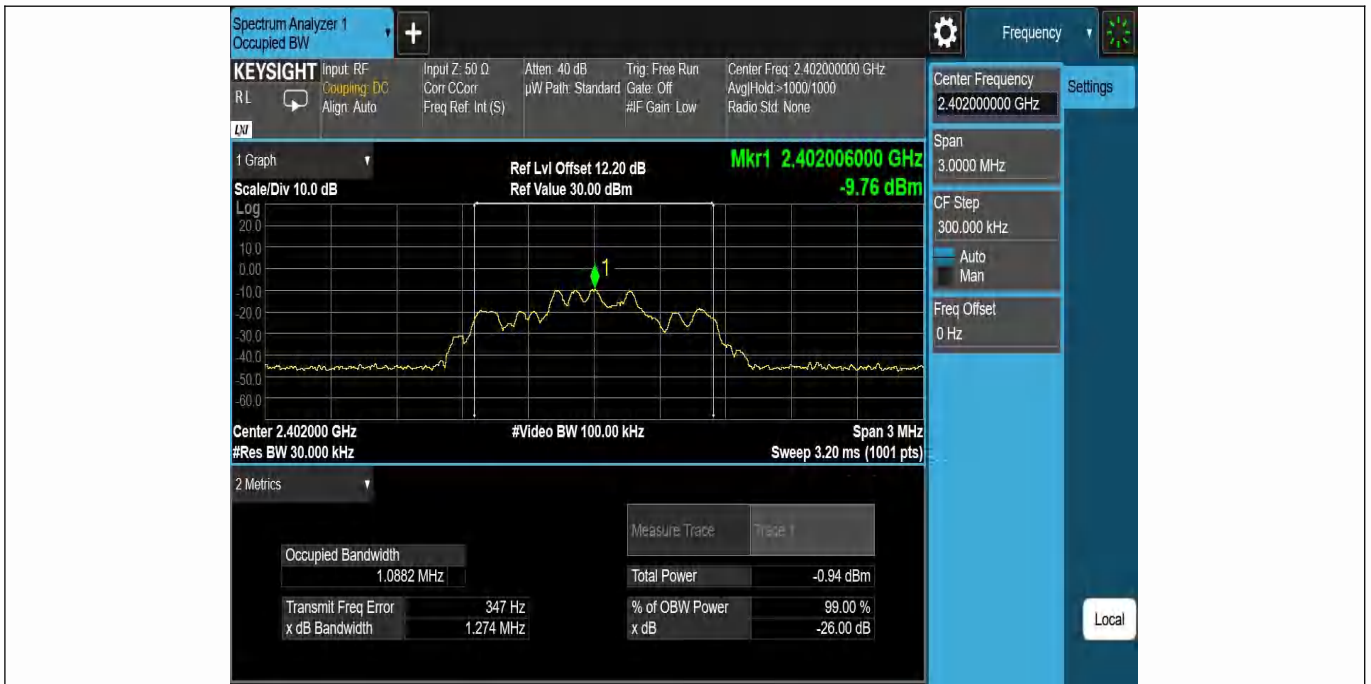 Spectrum Analyzer 1
Occupied BW
+
Frequency
KEYSIGHT
RL
LXI
Input: RF
Coupling: DC
Align: Auto
Input Z: 50 Ω
Corr CCorr
Freq Ref: Int (S)
Atten: 40 dB
µW Path: Standard
Trig: Free Run
Gate: Off
#IF Gain: Low
Center Freq: 2.402000000 GHz
Avg|Hold:>1000/1000
Radio Std: None
Center Frequency
2.402000000 GHz
Settings
Span
3.0000 MHz
CF Step
300.000 kHz
Auto
Man
Freq Offset
0 Hz
Local
1 Graph
Scale/Div 10.0 dB
Ref Lvl Offset 12.20 dB
Ref Value 30.00 dBm
Mkr1 2.402006000 GHz
-9.76 dBm
Log
20.0
10.0
0.00
-10.0
-20.0
-30.0
-40.0
-50.0
-60.0
1
Center 2.402000 GHz
#Video BW 100.00 kHz
Span 3 MHz
#Res BW 30.000 kHz
Sweep 3.20 ms (1001 pts)
2 Metrics
Measure Trace
Trace 1
Occupied Bandwidth
1.0882 MHz
Total Power
-0.94 dBm
Transmit Freq Error
347 Hz
% of OBW Power
99.00 %
x dB Bandwidth
1.274 MHz
x dB
-26.00 dB